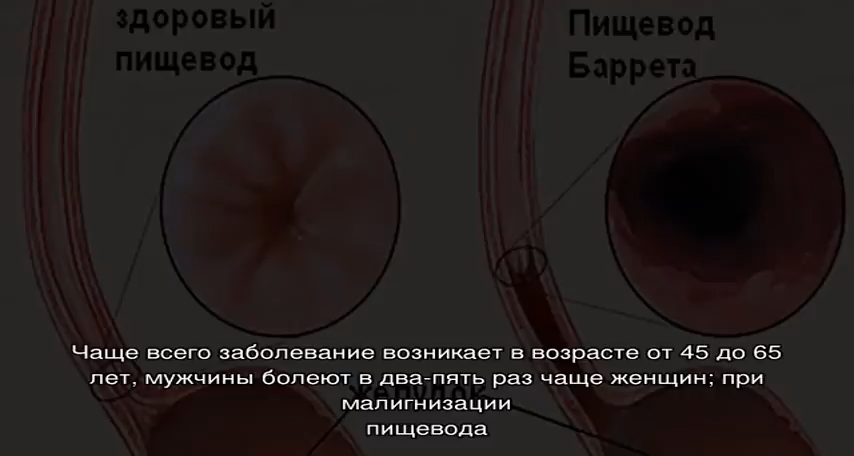 здоровый
пищевод
Пищевод
Баррета
желудок
Чаще всего заболевание возникает в возрасте от 45 до 65
лет, мужчины болеют в два-пять раз чаще женщин; при
малигнизации
пищевода